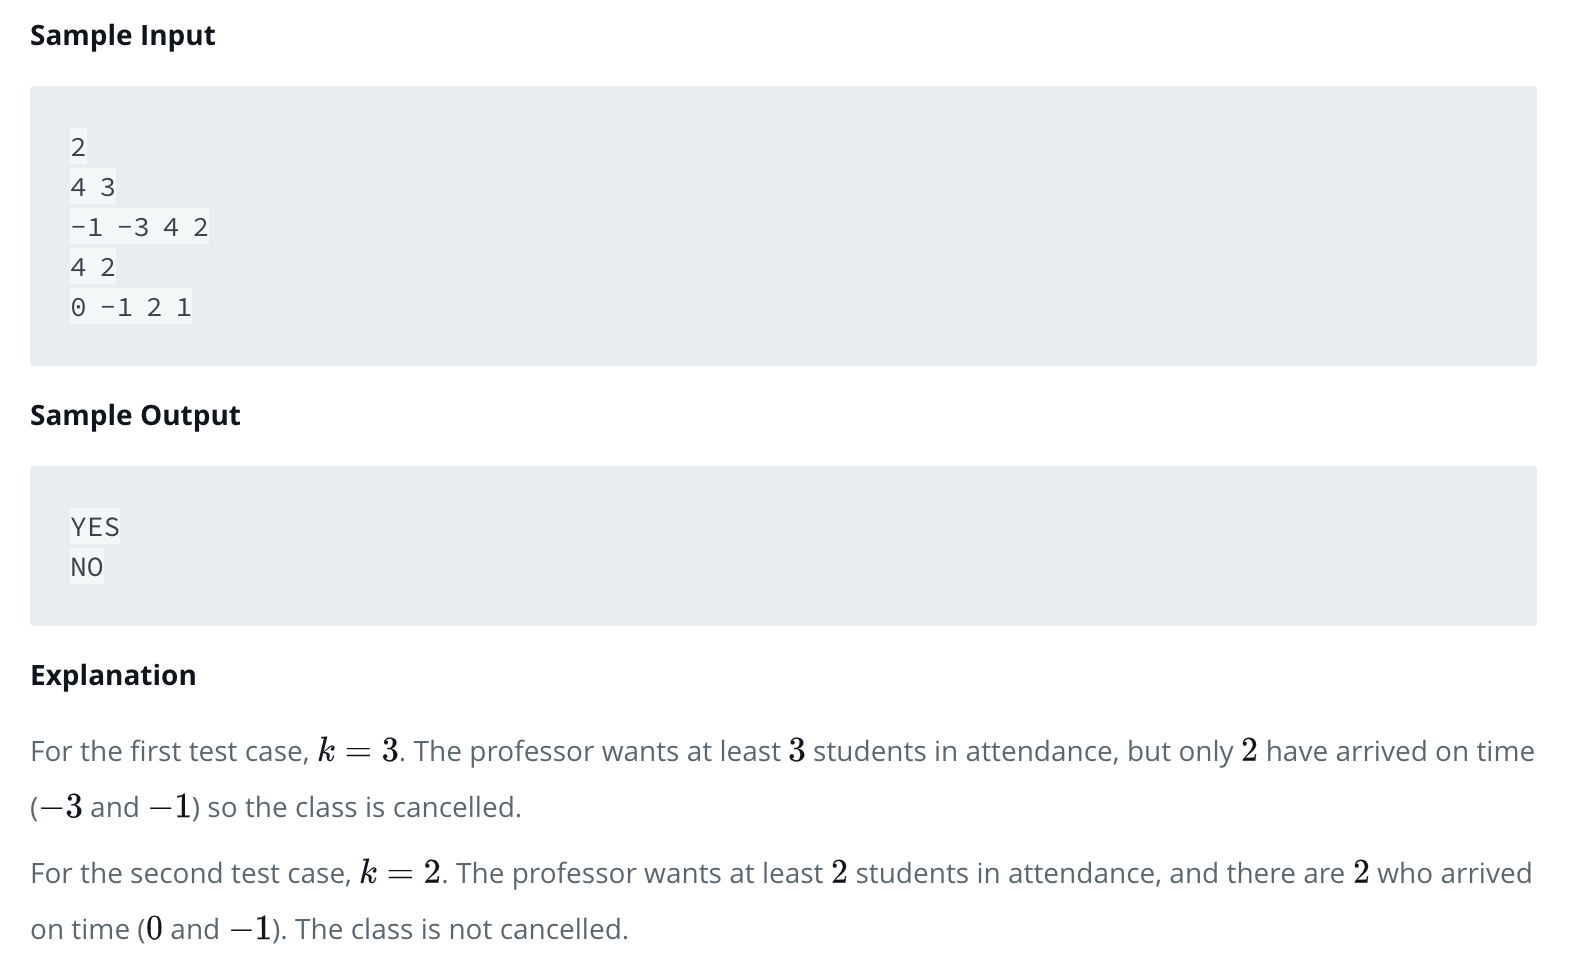 Sample Input
2
4 3
-1 -3 4 2
4 2
0 -1 2 1
Sample Output
YES
NO
Explanation
For the first test case, k = 3. The professor wants at least 3 students in attendance, but only 2 have arrived on time
(−3 and −1) so the class is cancelled.
For the second test case, k = 2. The professor wants at least 2 students in attendance, and there are 2 who arrived
on time (0 and −1). The class is not cancelled.